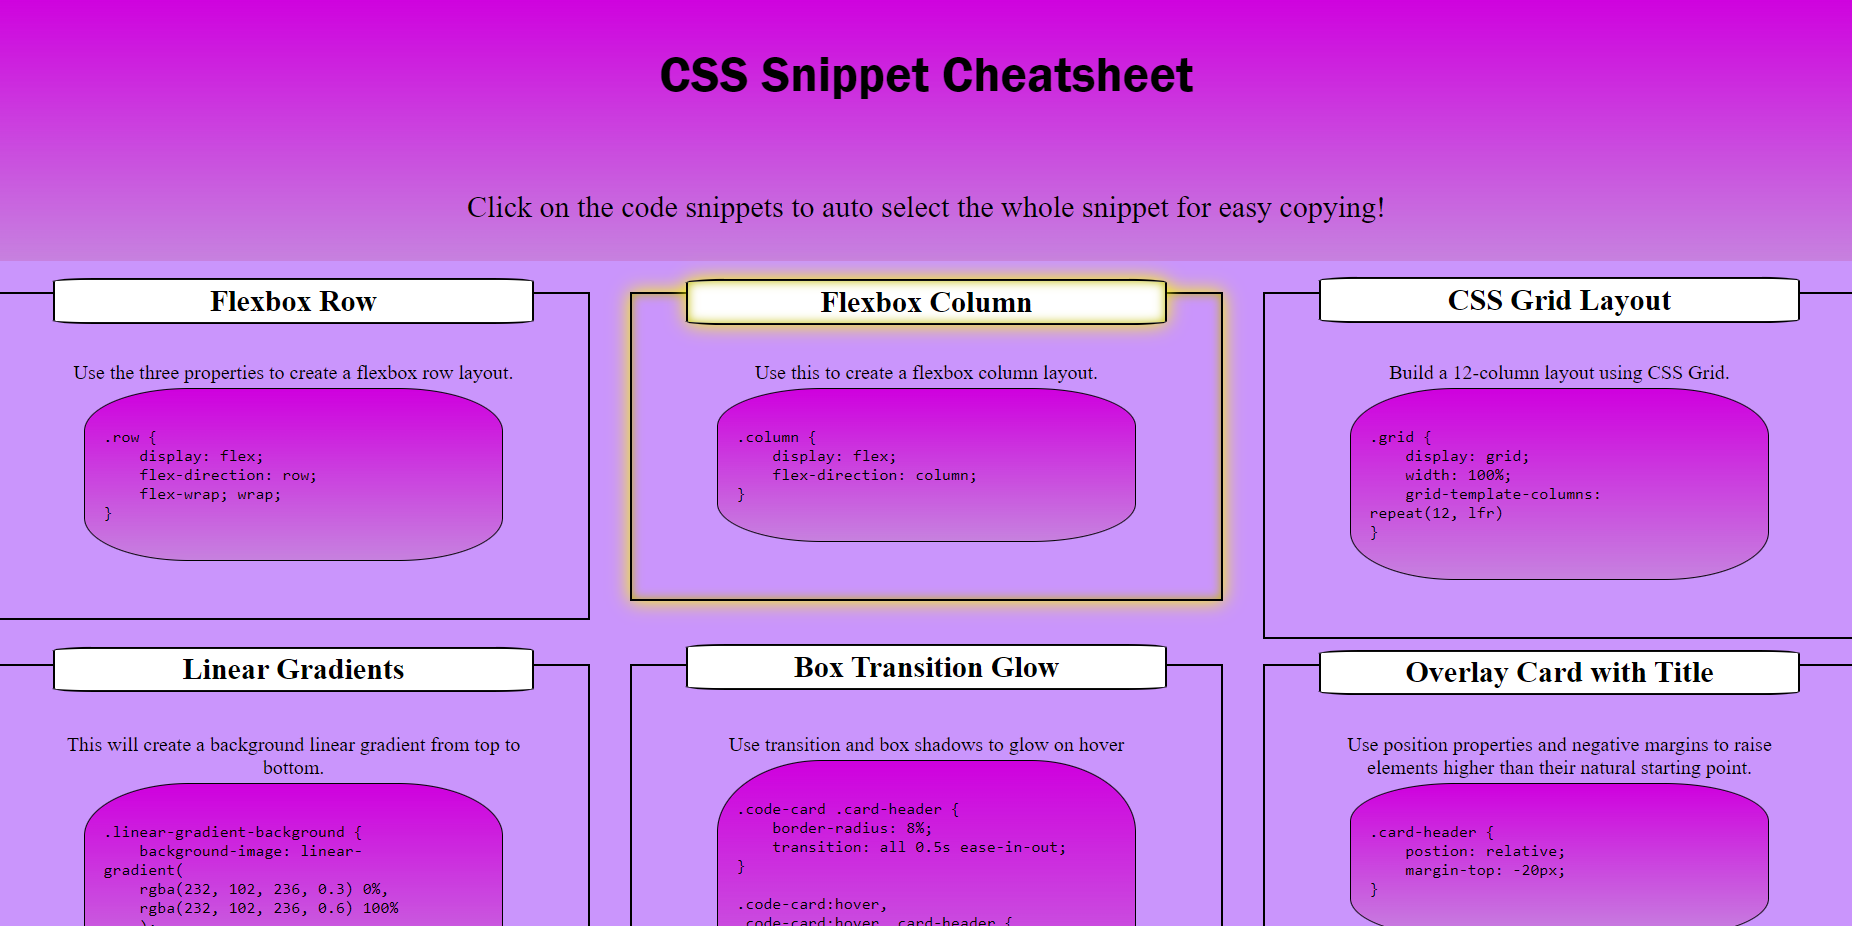 CSS Snippet Cheatsheet
Click on the code snippets to auto select the whole snippet for easy copying!
Flexbox Row
Use the three properties to create a flexbox row layout.
.row {
    display: flex;
    flex-direction: row;
    flex-wrap; wrap;
}
Flexbox Column
Use this to create a flexbox column layout.
.column {
    display: flex;
    flex-direction: column;
}
CSS Grid Layout
Build a 12-column layout using CSS Grid.
.grid {
    display: grid;
    width: 100%;
    grid-template-columns:
repeat(12, lfr)
}
Linear Gradients
This will create a background linear gradient from top to
bottom.
.linear-gradient-background {
    background-image: linear-
gradient(
    rgba(232, 102, 236, 0.3) 0%,
    rgba(232, 102, 236, 0.6) 100%
Box Transition Glow
Use transition and box shadows to glow on hover
.code-card .card-header {
    border-radius: 8%;
    transition: all 0.5s ease-in-out;
}
.code-card:hover,
.code-card:hover .card-header {
Overlay Card with Title
Use position properties and negative margins to raise
elements higher than their natural starting point.
.card-header {
    postion: relative;
    margin-top: -20px;
}